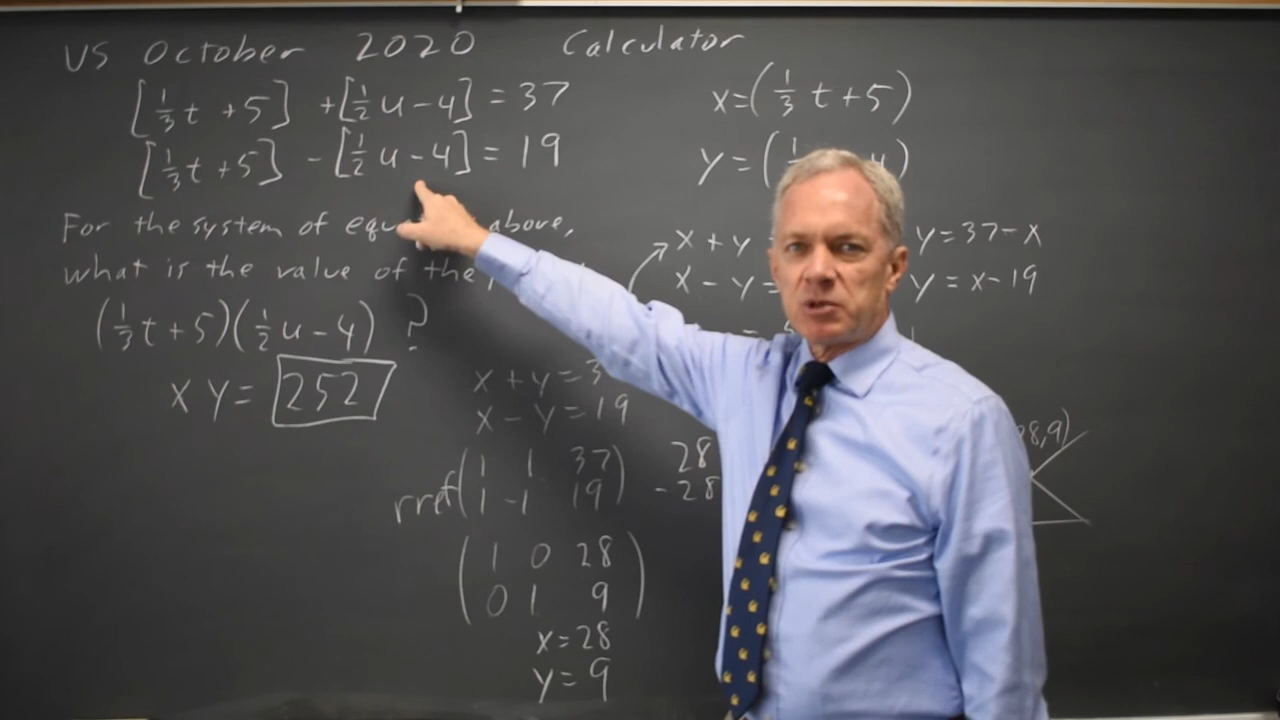 US October 2020 Calculator
[1/3 t + 5] + [1/2 u - 4] = 37
[1/3 t + 5] - [1/2 u - 4] = 19
For the system of above,
what is the value of the
(1/3 t + 5)(1/2 u - 4) ?
x y = 252
x = (1/3 t + 5)
y = (
x + y y = 37 - x
x - y = y = x - 19
=
x + y = 3
x - y = 19
rref( 1 1 37 )
1 -1 19
28
-28
( 1 0 28 )
0 1 9
x = 28
y = 9
8,9)